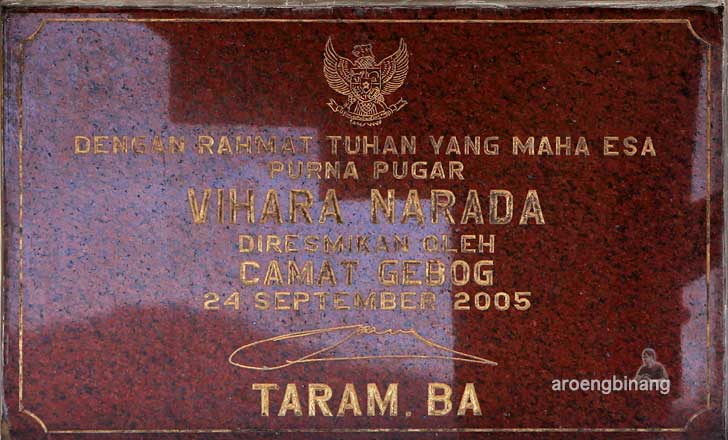 DENGAN RAHMAT TUHAN YANG MAHA ESA
PURNA PUGAR
VIHARA NARADA
DIRESMIKAN OLEH
CAMAT GEBOG
24 SEPTEMBER 2005
TARAM. BA
aroengbinang